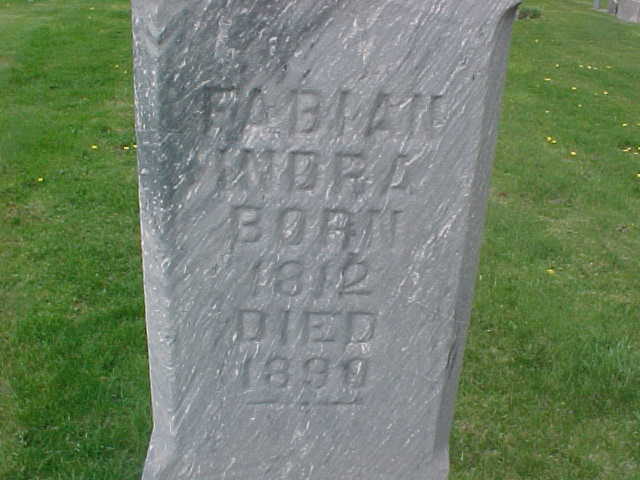 FABIAN
INDRA
BORN
1812
DIED
1890